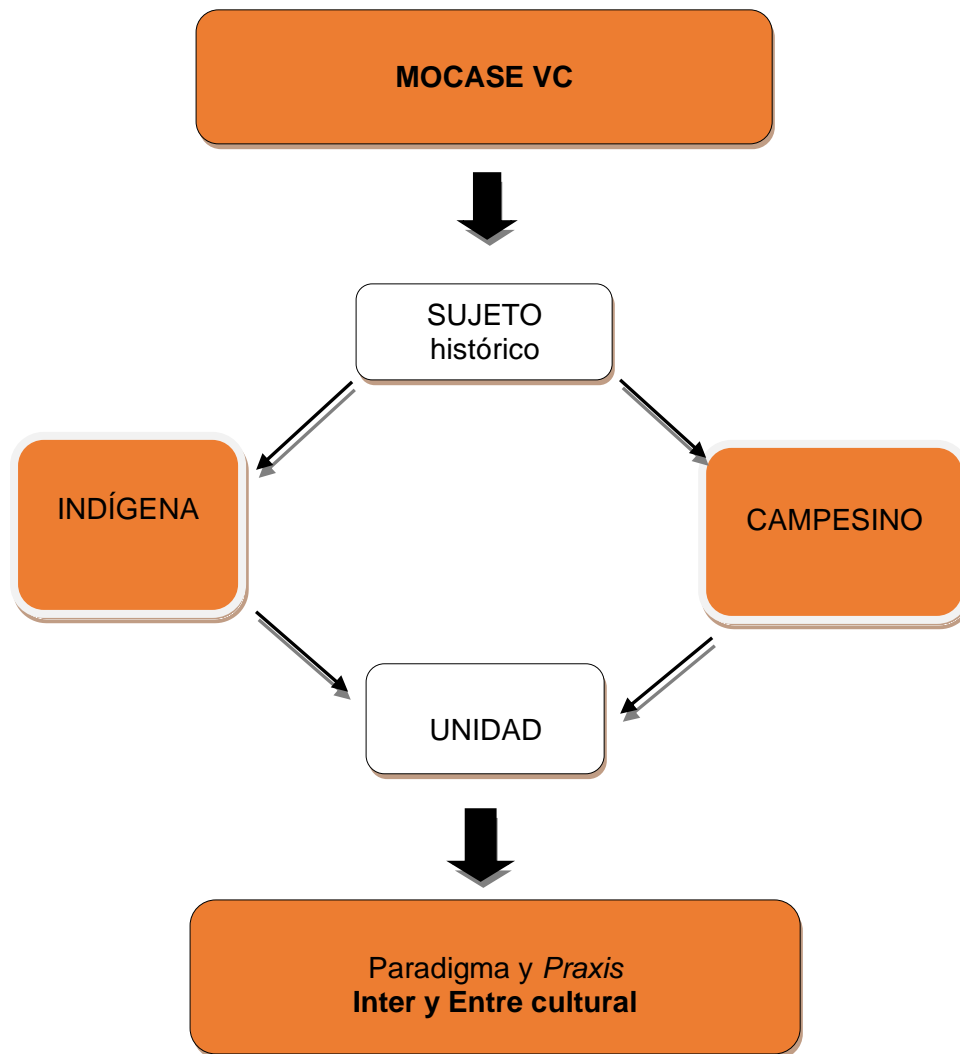 MOCASE VC
SUJETO
histórico
INDÍGENA
CAMPESINO
UNIDAD
Paradigma y Praxis
Inter y Entre cultural